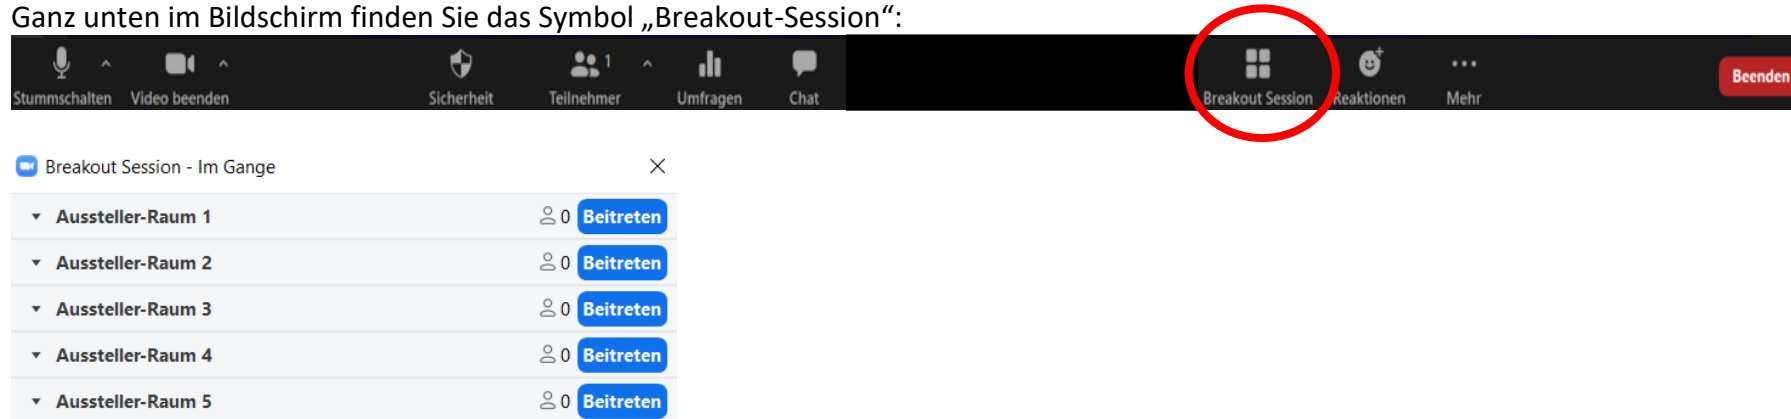 Ganz unten im Bildschirm finden Sie das Symbol „Breakout-Session“:
Stummschalten Video beenden Sicherheit Teilnehmer 1 Umfragen Chat Breakout Session Reaktionen Mehr Beenden
Breakout Session - Im Gange
Aussteller-Raum 1 0 Beitreten
Aussteller-Raum 2 0 Beitreten
Aussteller-Raum 3 0 Beitreten
Aussteller-Raum 4 0 Beitreten
Aussteller-Raum 5 0 Beitreten